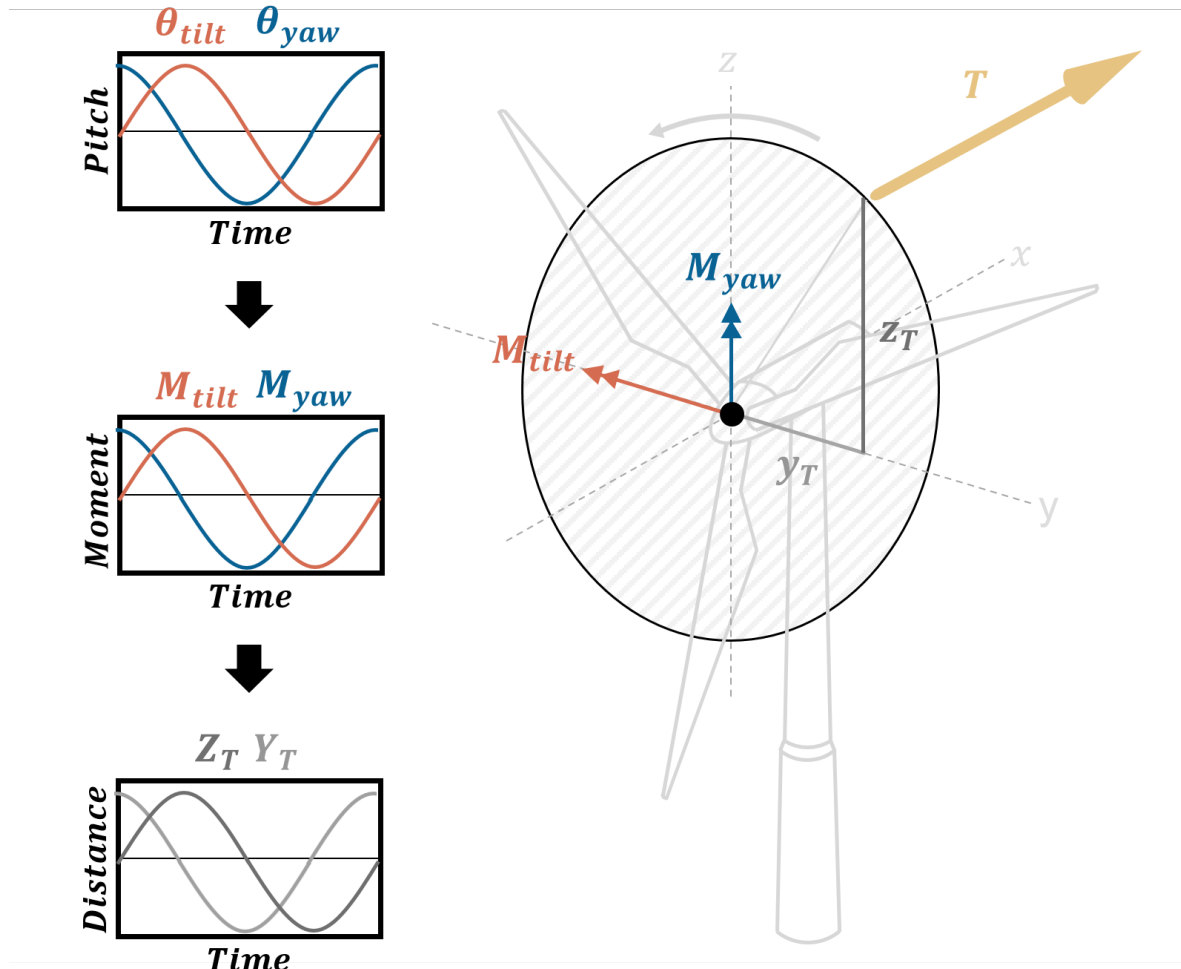 θtilt θyaw
Pitch
Time
Mtilt Myaw
Moment
Time
ZT YT
Distance
Time
z
T
x
Myaw
zT
Mtilt
yT
y